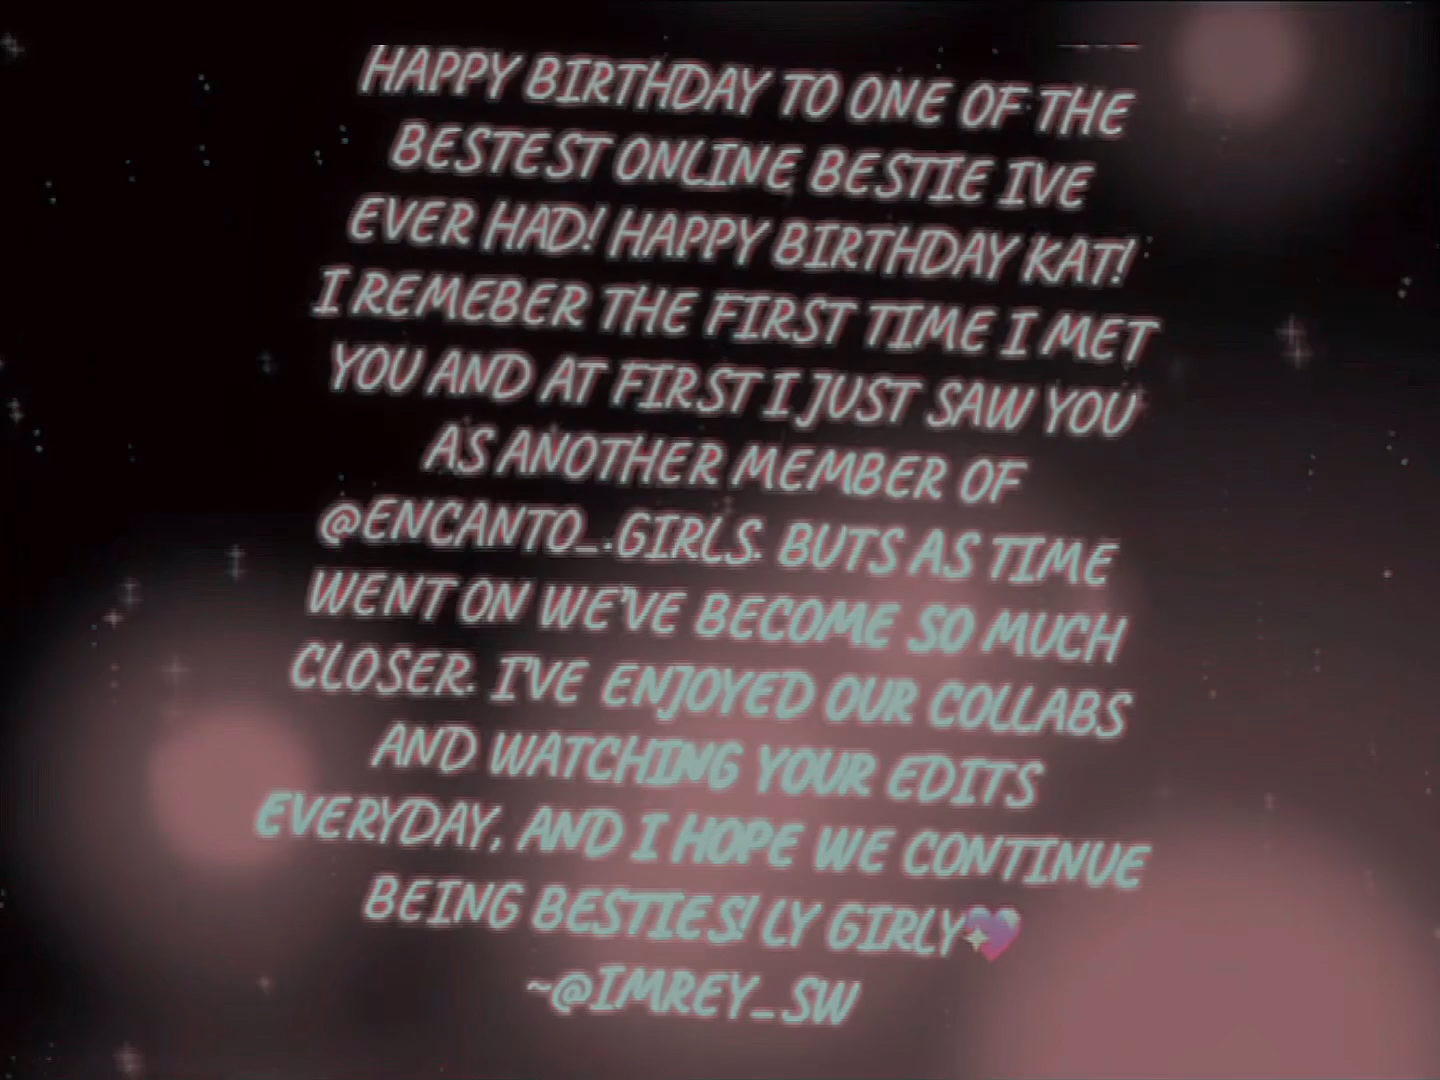 HAPPY BIRTHDAY TO ONE OF THE
BESTEST ONLINE BESTIE IVE
EVER HAD! HAPPY BIRTHDAY KAT!
I REMEBER THE FIRST TIME I MET
YOU AND AT FIRST I JUST SAW YOU
AS ANOTHER MEMBER OF
@ENCANTO_.GIRLS. BUTS AS TIME
WENT ON WE'VE BECOME SO MUCH
CLOSER. I'VE ENJOYED OUR COLLABS
AND WATCHING YOUR EDITS
EVERYDAY, AND I HOPE WE CONTINUE
BEING BESTIES! LY GIRLY💖
~@IMREY_SW